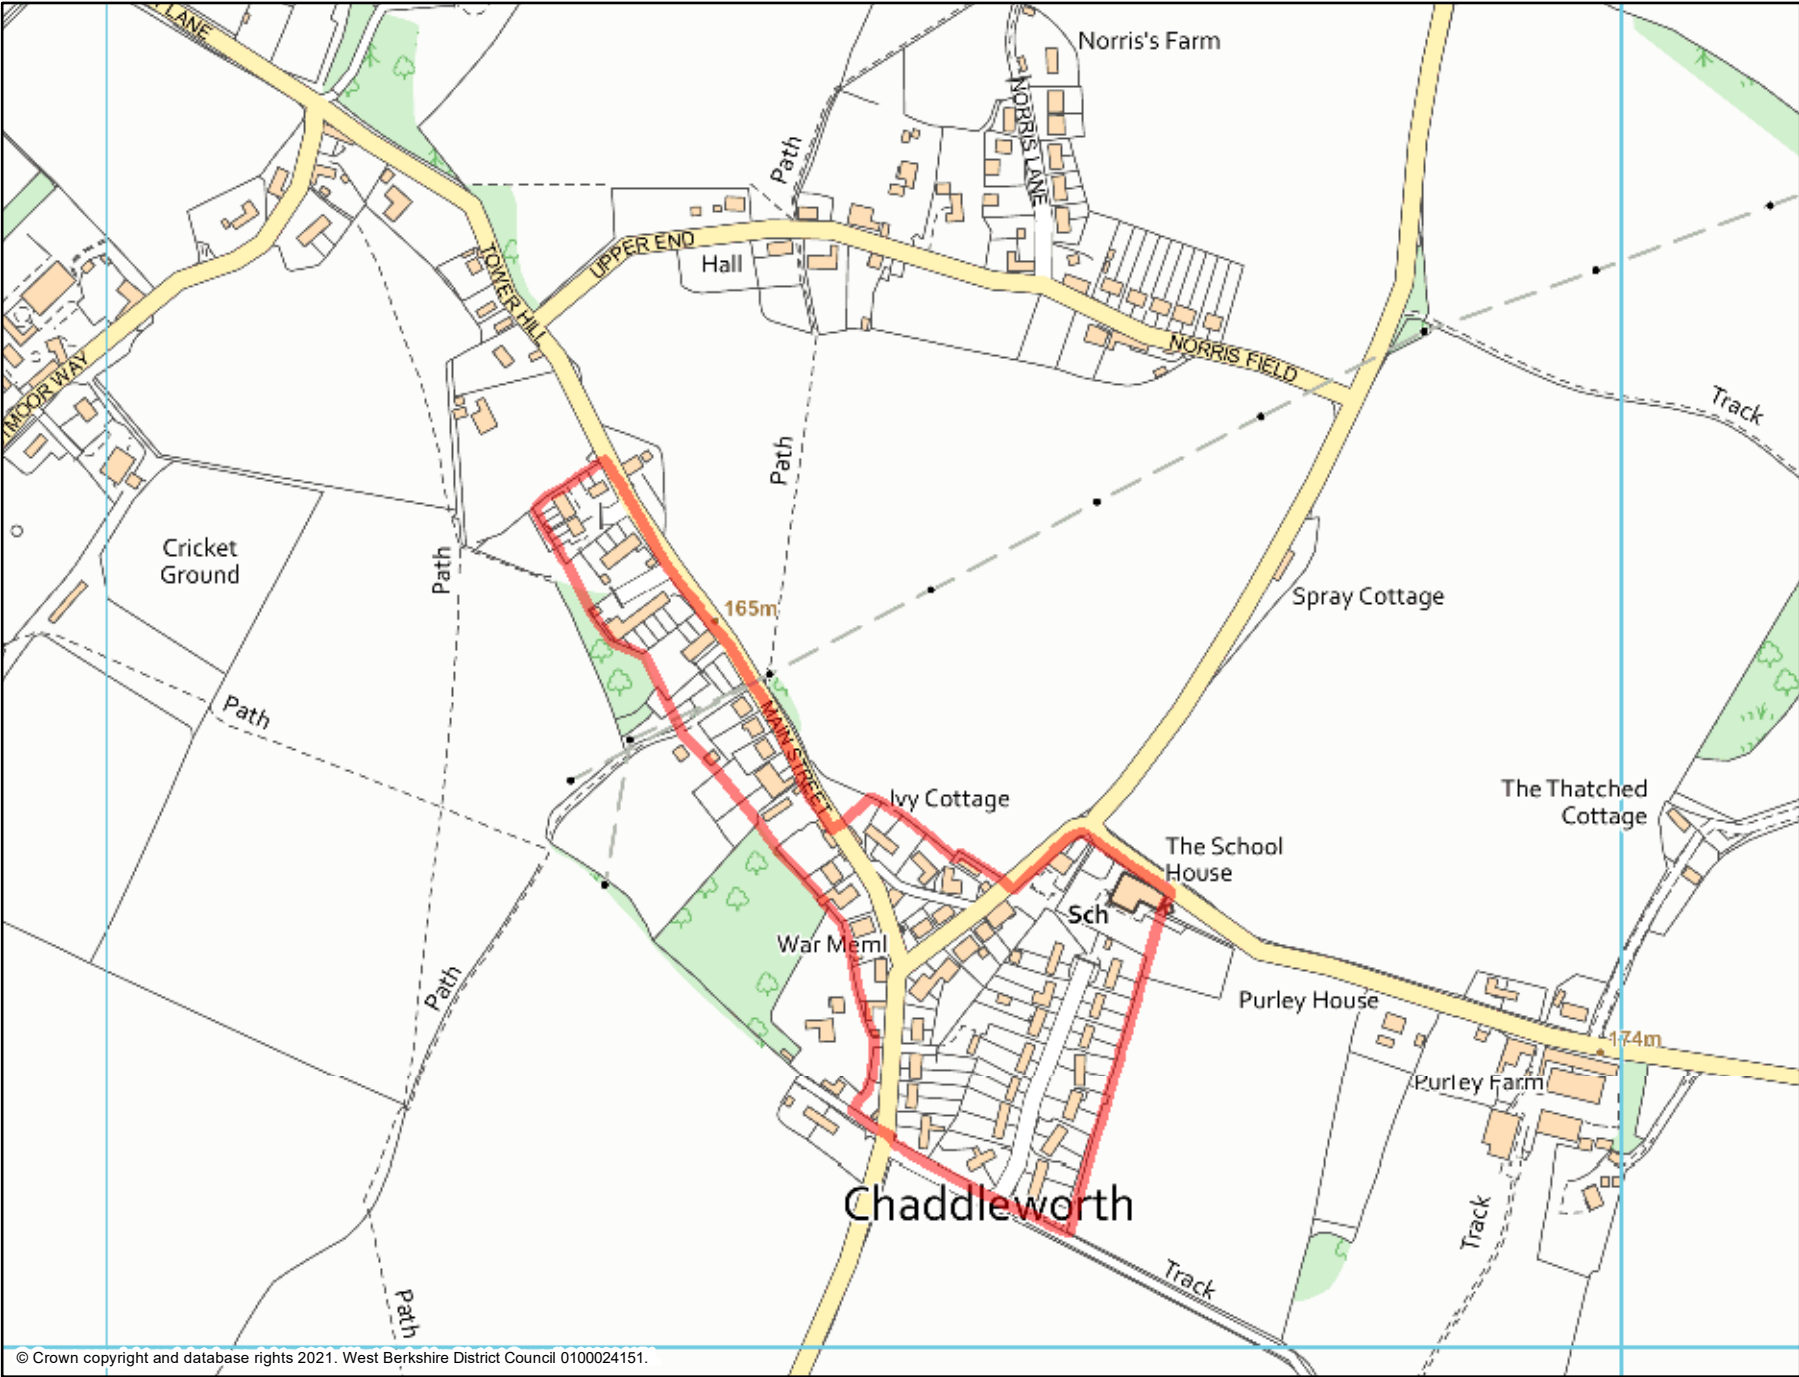 LANE
Norris's Farm
NORRIS LANE
Path
UPPER END
Hall
TOWER HILL
NORRIS FIELD
MOOR WAY
Track
Path
Cricket
Ground
Path
Spray Cottage
165m
Path
MAIN STREET
Ivy Cottage
The Thatched
Cottage
The School
House
Sch
War Meml
Path
Purley House
174m
Purley Farm
Chaddleworth
Track
Track
Path
© Crown copyright and database rights 2021. West Berkshire District Council 0100024151.